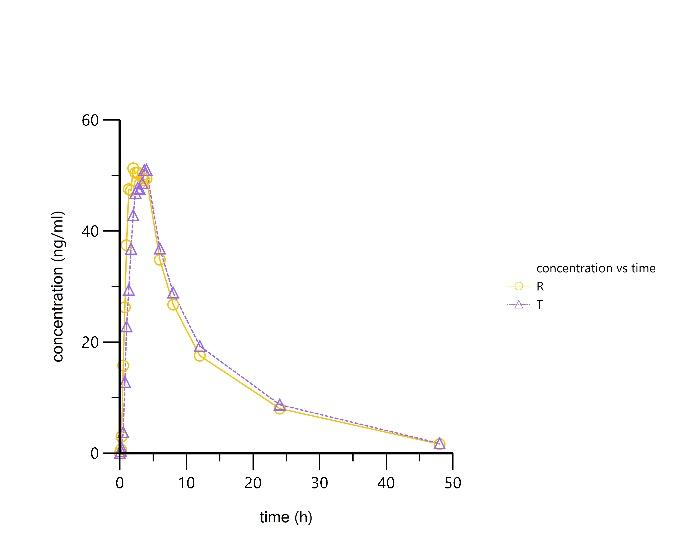 60
40
20
0
0 10 20 30 40 50
concentration (ng/ml)
time (h)
concentration vs time
R
T